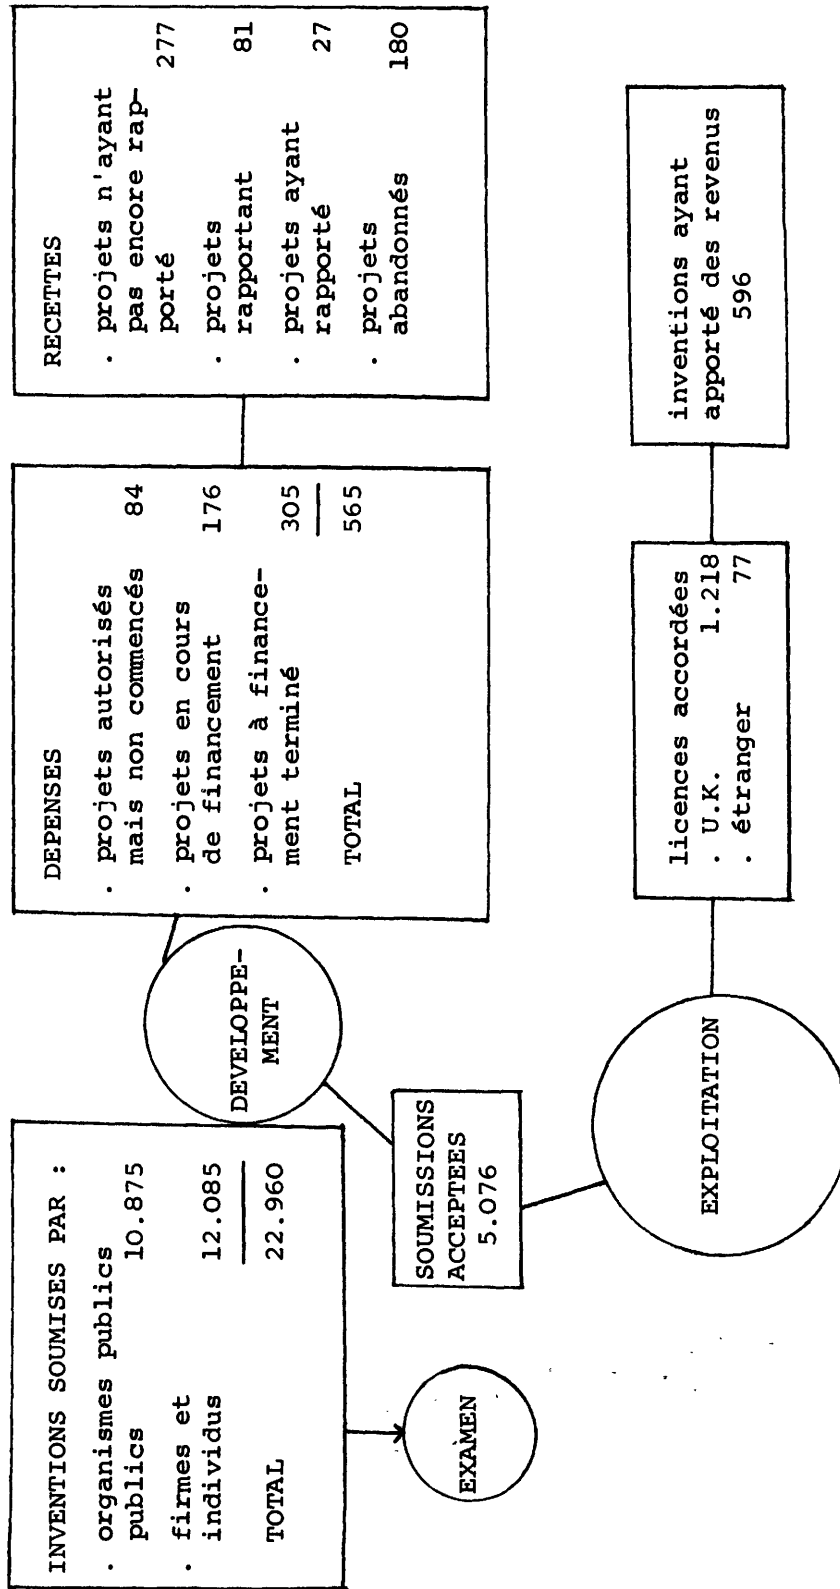 INVENTIONS SOUMISES PAR :
. organismes publics
publics 10.875
. firmes et
individus 12.085
TOTAL 22.960
EXAMEN
SOUMISSIONS
ACCEPTEES
5.076
DEVELOPPE-
MENT
DEPENSES
. projets autorisés
mais non commencés 84
. projets en cours
de financement 176
. projets à finance-
ment terminé 305
TOTAL 565
RECETTES
. projets n'ayant
pas encore rap-
porté 277
. projets
rapportant 81
. projets ayant
rapporté 27
. projets
abandonnés 180
EXPLOITATION
licences accordées
. U.K. 1.218
. étranger 77
inventions ayant
apporté des revenus
596